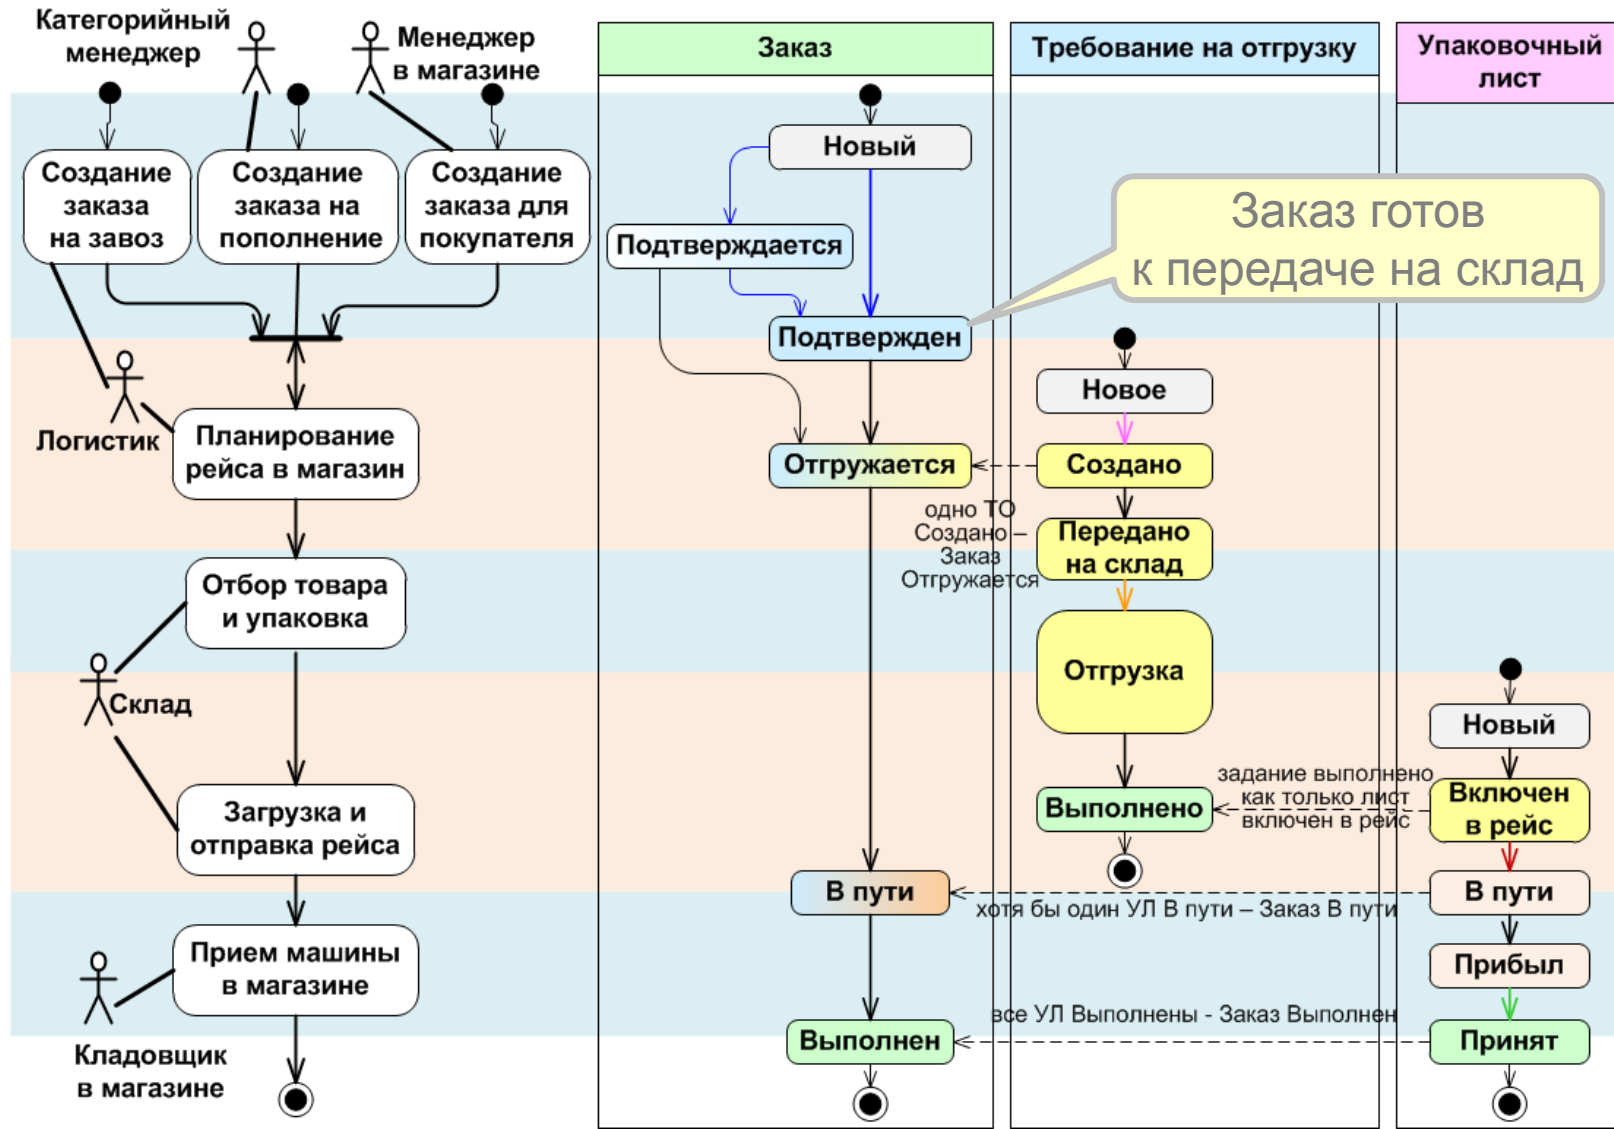 Категорийный
менеджер
Менеджер
в магазине
Создание
заказа
на завоз
Создание
заказа на
пополнение
Создание
заказа для
покупателя
Логистик
Планирование
рейса в магазин
Отбор товара
и упаковка
Склад
Загрузка и
отправка рейса
Прием машины
в магазине
Кладовщик
в магазине
Заказ
Новый
Подтверждается
Подтвержден
Отгружается
В пути
Выполнен
Заказ готов
к передаче на склад
Требование на отгрузку
Новое
Создано
одно ТО
Создано –
Заказ
Отгружается
Передано
на склад
Отгрузка
Выполнено
Упаковочный
лист
Новый
задание выполнено
как только лист
включен в рейс
Включен
в рейс
В пути
хотя бы один УЛ В пути – Заказ В пути
Прибыл
все УЛ Выполнены - Заказ Выполнен
Принят